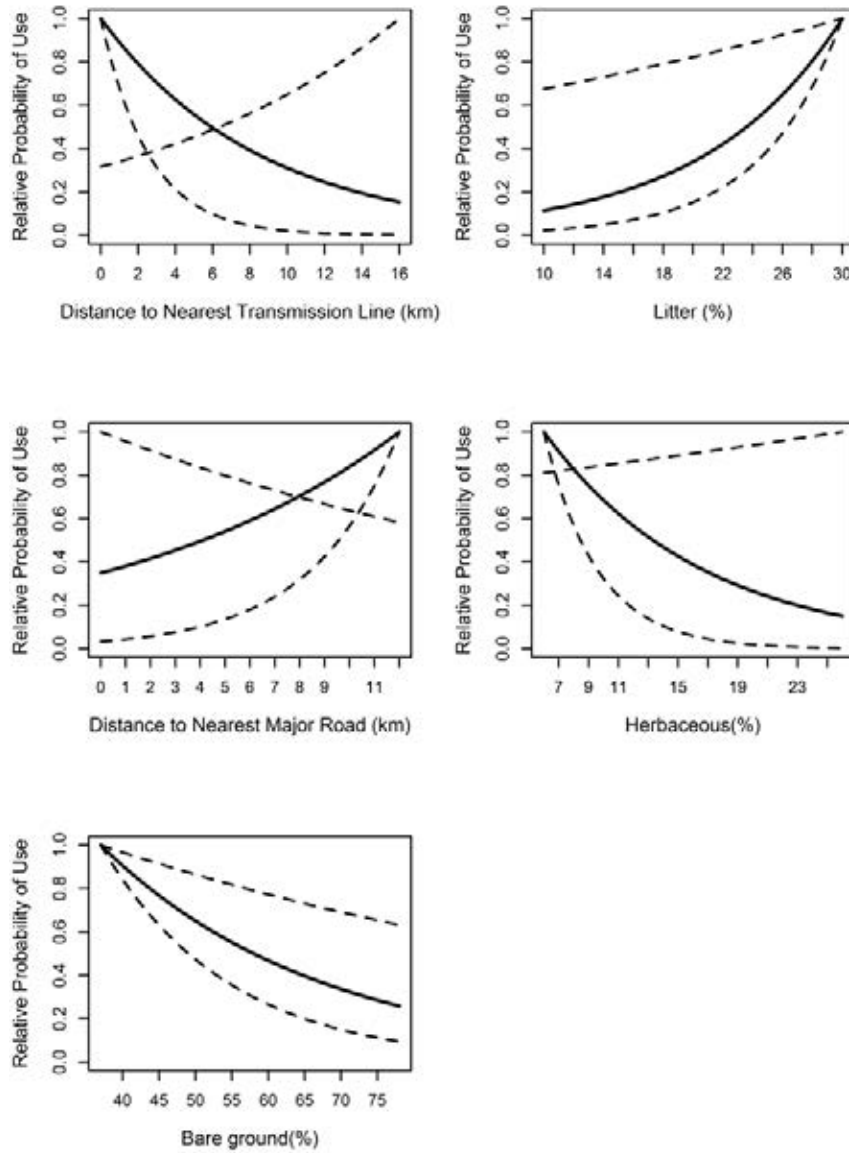 Relative Probability of Use
0.0 0.2 0.4 0.6 0.8 1.0
0 2 4 6 8 10 12 14 16
Distance to Nearest Transmission Line (km)
Relative Probability of Use
0.0 0.2 0.4 0.6 0.8 1.0
10 14 18 22 26 30
Litter (%)
Relative Probability of Use
0.0 0.2 0.4 0.6 0.8 1.0
0 1 2 3 4 5 6 7 8 9 11
Distance to Nearest Major Road (km)
Relative Probability of Use
0.0 0.2 0.4 0.6 0.8 1.0
7 9 11 15 19 23
Herbaceous(%)
Relative Probability of Use
0.0 0.2 0.4 0.6 0.8 1.0
40 45 50 55 60 65 70 75
Bare ground(%)